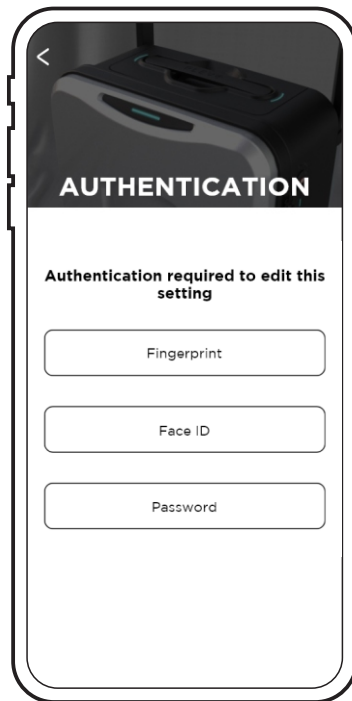 AUTHENTICATION
Authentication required to edit this
setting
Fingerprint
Face ID
Password